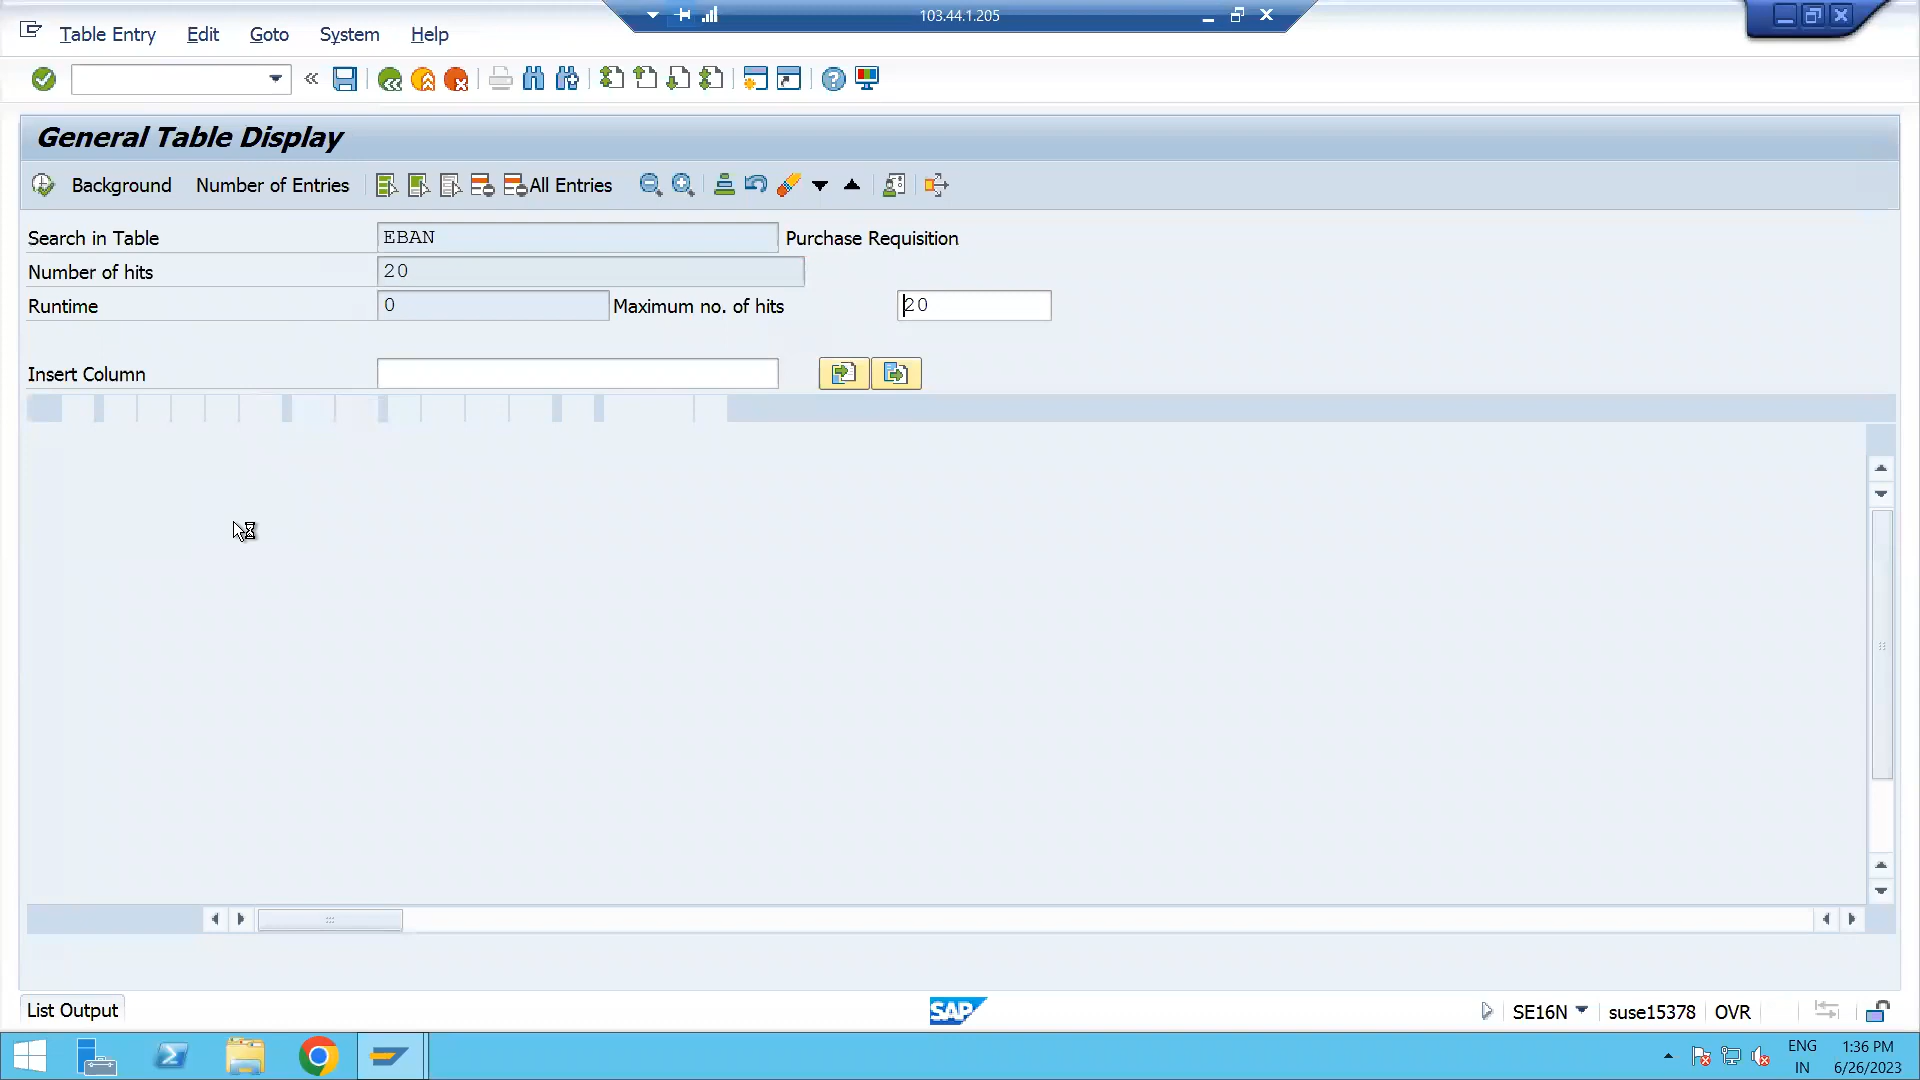 103.44.1.205
Table Entry Edit Goto System Help
General Table Display
Background Number of Entries All Entries
Search in Table EBAN Purchase Requisition
Number of hits 20
Runtime 0 Maximum no. of hits 20
Insert Column
List Output SAP SE16N suse15378 OVR
ENG 1:36 PM
IN 6/26/2023